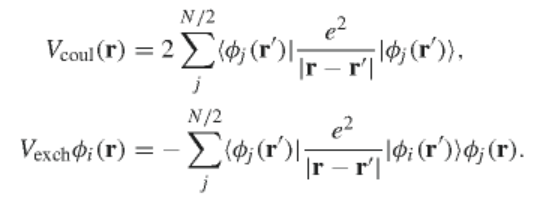 V_coul(𝐫) = 2 ∑_j^{N/2} ⟨ϕ_j(𝐫′)| e²/|𝐫 − 𝐫′| |ϕ_j(𝐫′)⟩,
V_exch ϕ_i(𝐫) = − ∑_j^{N/2} ⟨ϕ_j(𝐫′)| e²/|𝐫 − 𝐫′| |ϕ_i(𝐫′)⟩ϕ_j(𝐫).